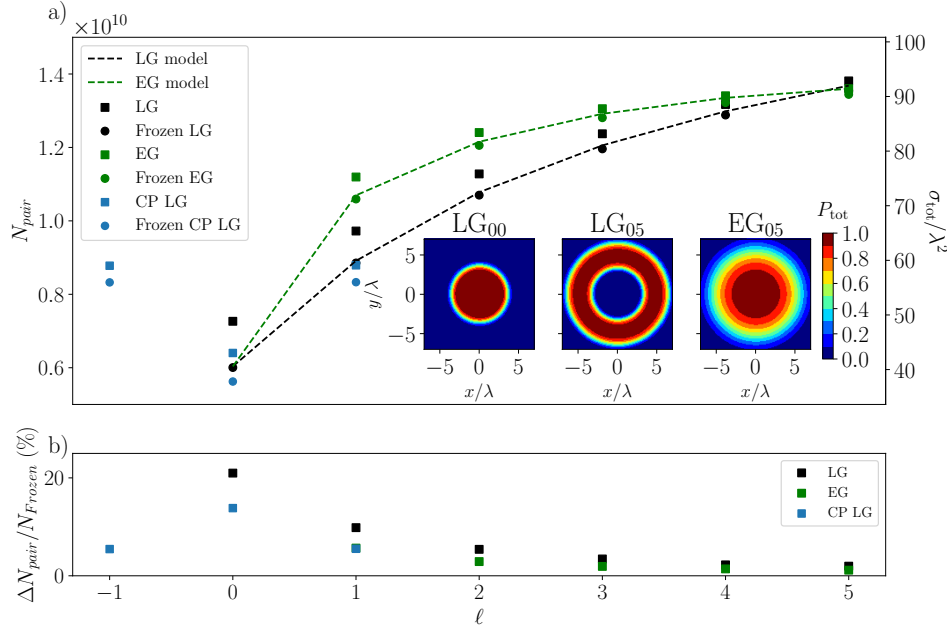 a)
×10^10
N_pair
1.4
1.2
1.0
0.8
0.6
LG model
EG model
LG
Frozen LG
EG
Frozen EG
CP LG
Frozen CP LG
100
90
80
70
60
50
40
σ_tot/λ^2
LG_00
LG_05
EG_05
P_tot
y/λ
5
0
−5
−5 0 5
−5 0 5
−5 0 5
x/λ
x/λ
x/λ
1.0
0.8
0.6
0.4
0.2
0.0
b)
ΔN_pair/N_Frozen (%)
20
0
LG
EG
CP LG
−1 0 1 2 3 4 5
ℓ